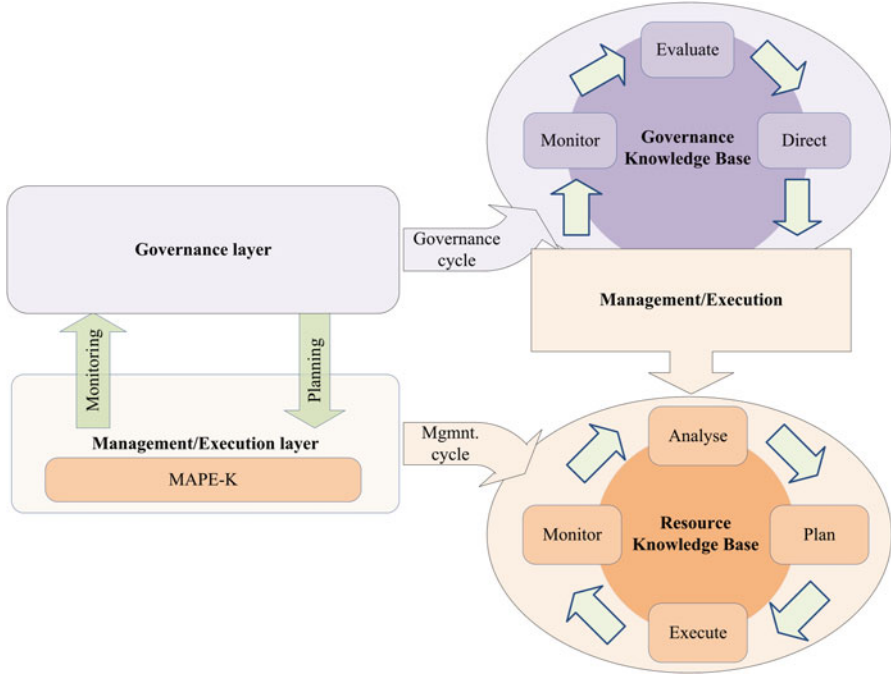 Evaluate
Monitor
Governance
Knowledge Base
Direct
Governance layer
Governance
cycle
Management/Execution
Monitoring
Planning
Management/Execution layer
MAPE-K
Mgmnt.
cycle
Analyse
Monitor
Resource
Knowledge Base
Plan
Execute